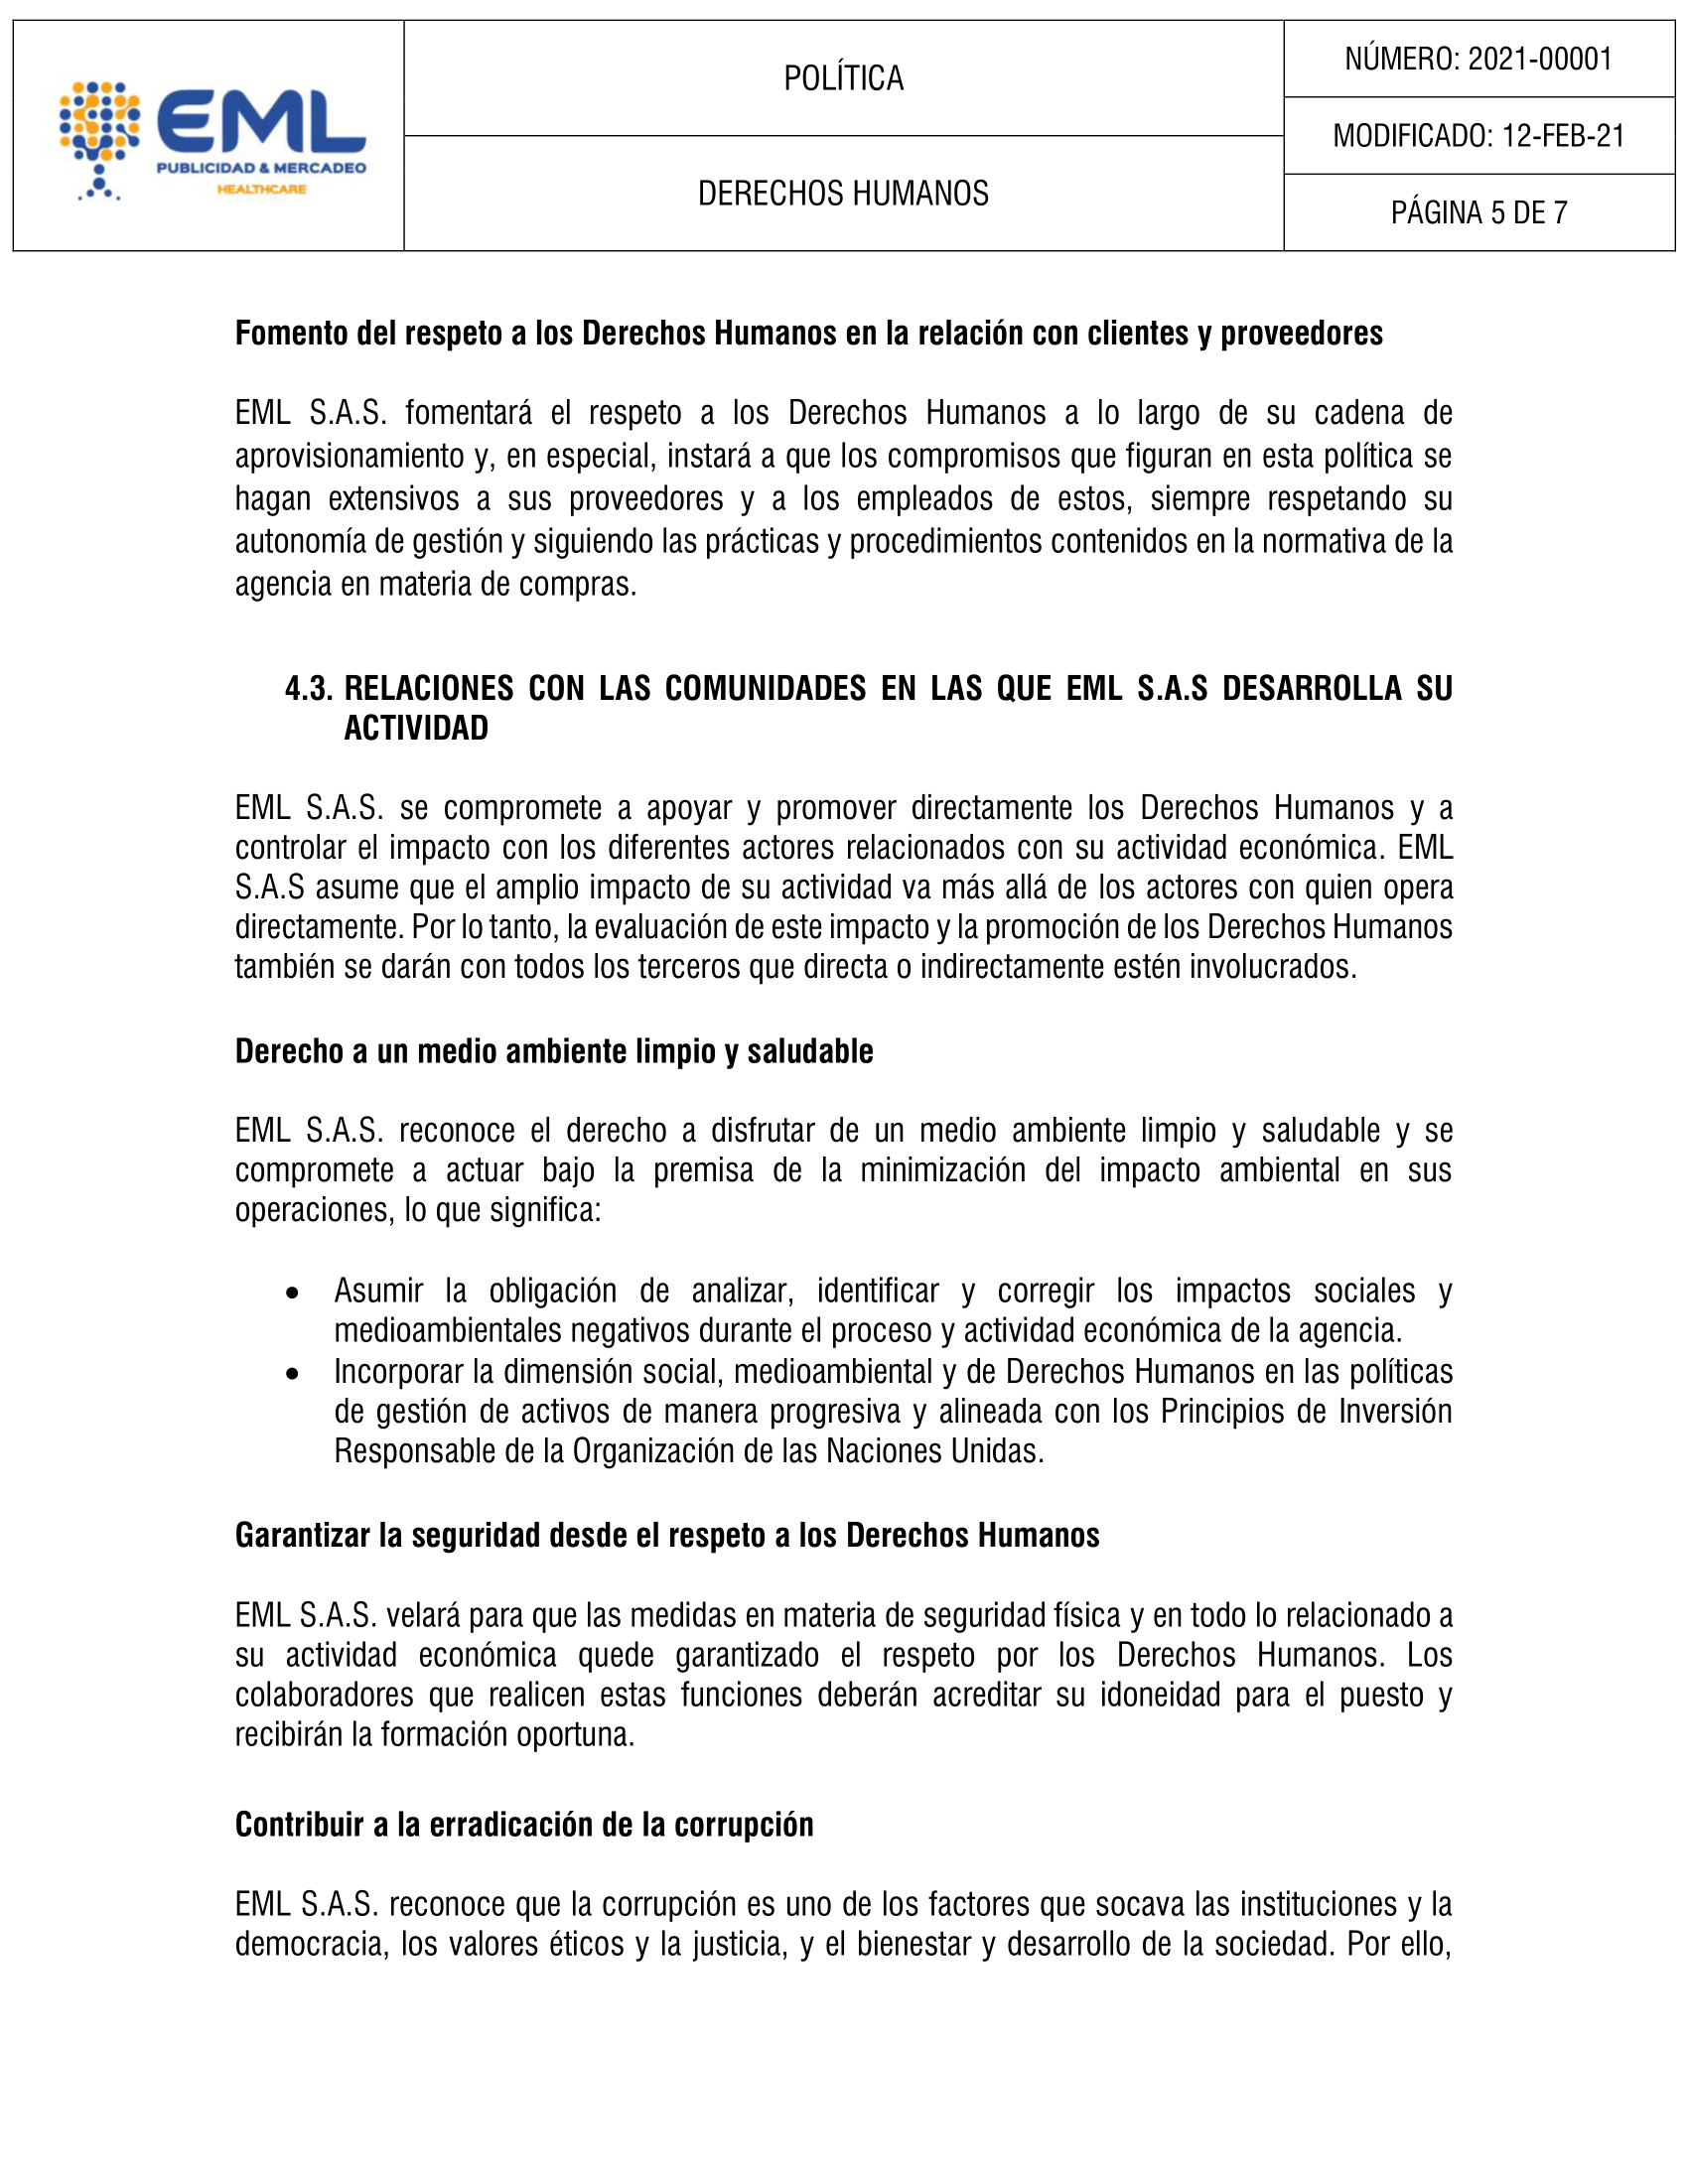 EML
PUBLICIDAD & MERCADEO
HEALTHCARE
POLÍTICA
DERECHOS HUMANOS
NÚMERO: 2021-00001
MODIFICADO: 12-FEB-21
PÁGINA 5 DE 7
Fomento del respeto a los Derechos Humanos en la relación con clientes y proveedores
EML S.A.S. fomentará el respeto a los Derechos Humanos a lo largo de su cadena de
aprovisionamiento y, en especial, instará a que los compromisos que figuran en esta política se
hagan extensivos a sus proveedores y a los empleados de estos, siempre respetando su
autonomía de gestión y siguiendo las prácticas y procedimientos contenidos en la normativa de la
agencia en materia de compras.
4.3. RELACIONES CON LAS COMUNIDADES EN LAS QUE EML S.A.S DESARROLLA SU
ACTIVIDAD
EML S.A.S. se compromete a apoyar y promover directamente los Derechos Humanos y a
controlar el impacto con los diferentes actores relacionados con su actividad económica. EML
S.A.S asume que el amplio impacto de su actividad va más allá de los actores con quien opera
directamente. Por lo tanto, la evaluación de este impacto y la promoción de los Derechos Humanos
también se darán con todos los terceros que directa o indirectamente estén involucrados.
Derecho a un medio ambiente limpio y saludable
EML S.A.S. reconoce el derecho a disfrutar de un medio ambiente limpio y saludable y se
compromete a actuar bajo la premisa de la minimización del impacto ambiental en sus
operaciones, lo que significa:
• Asumir la obligación de analizar, identificar y corregir los impactos sociales y
medioambientales negativos durante el proceso y actividad económica de la agencia.
• Incorporar la dimensión social, medioambiental y de Derechos Humanos en las políticas
de gestión de activos de manera progresiva y alineada con los Principios de Inversión
Responsable de la Organización de las Naciones Unidas.
Garantizar la seguridad desde el respeto a los Derechos Humanos
EML S.A.S. velará para que las medidas en materia de seguridad física y en todo lo relacionado a
su actividad económica quede garantizado el respeto por los Derechos Humanos. Los
colaboradores que realicen estas funciones deberán acreditar su idoneidad para el puesto y
recibirán la formación oportuna.
Contribuir a la erradicación de la corrupción
EML S.A.S. reconoce que la corrupción es uno de los factores que socava las instituciones y la
democracia, los valores éticos y la justicia, y el bienestar y desarrollo de la sociedad. Por ello,